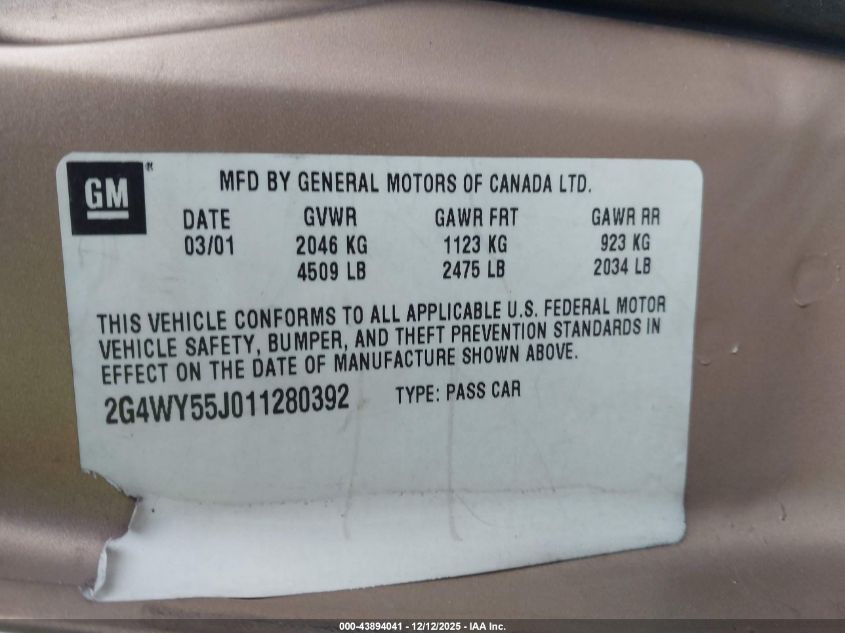 GM
MFD BY GENERAL MOTORS OF CANADA LTD.
DATE GVWR GAWR FRT GAWR RR
03/01 2046 KG 1123 KG 923 KG
4509 LB 2475 LB 2034 LB
THIS VEHICLE CONFORMS TO ALL APPLICABLE U.S. FEDERAL MOTOR
VEHICLE SAFETY, BUMPER, AND THEFT PREVENTION STANDARDS IN
EFFECT ON THE DATE OF MANUFACTURE SHOWN ABOVE.
2G4WY55J011280392 TYPE: PASS CAR
000-43894041 - 12/12/2025 - IAA Inc.